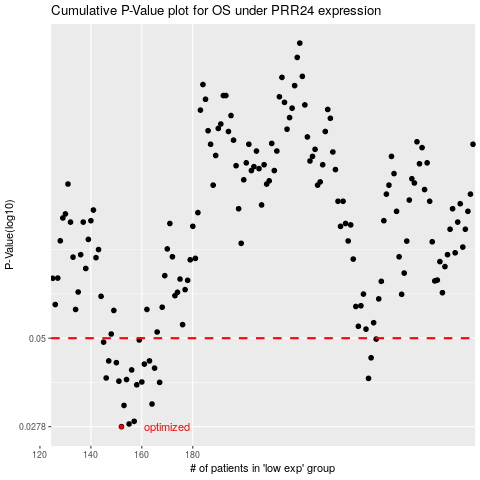 Cumulative P-Value plot for OS under PRR24 expression
P-Value(log10)
0.05
0.0278
optimized
120 140 160 180
# of patients in 'low exp' group